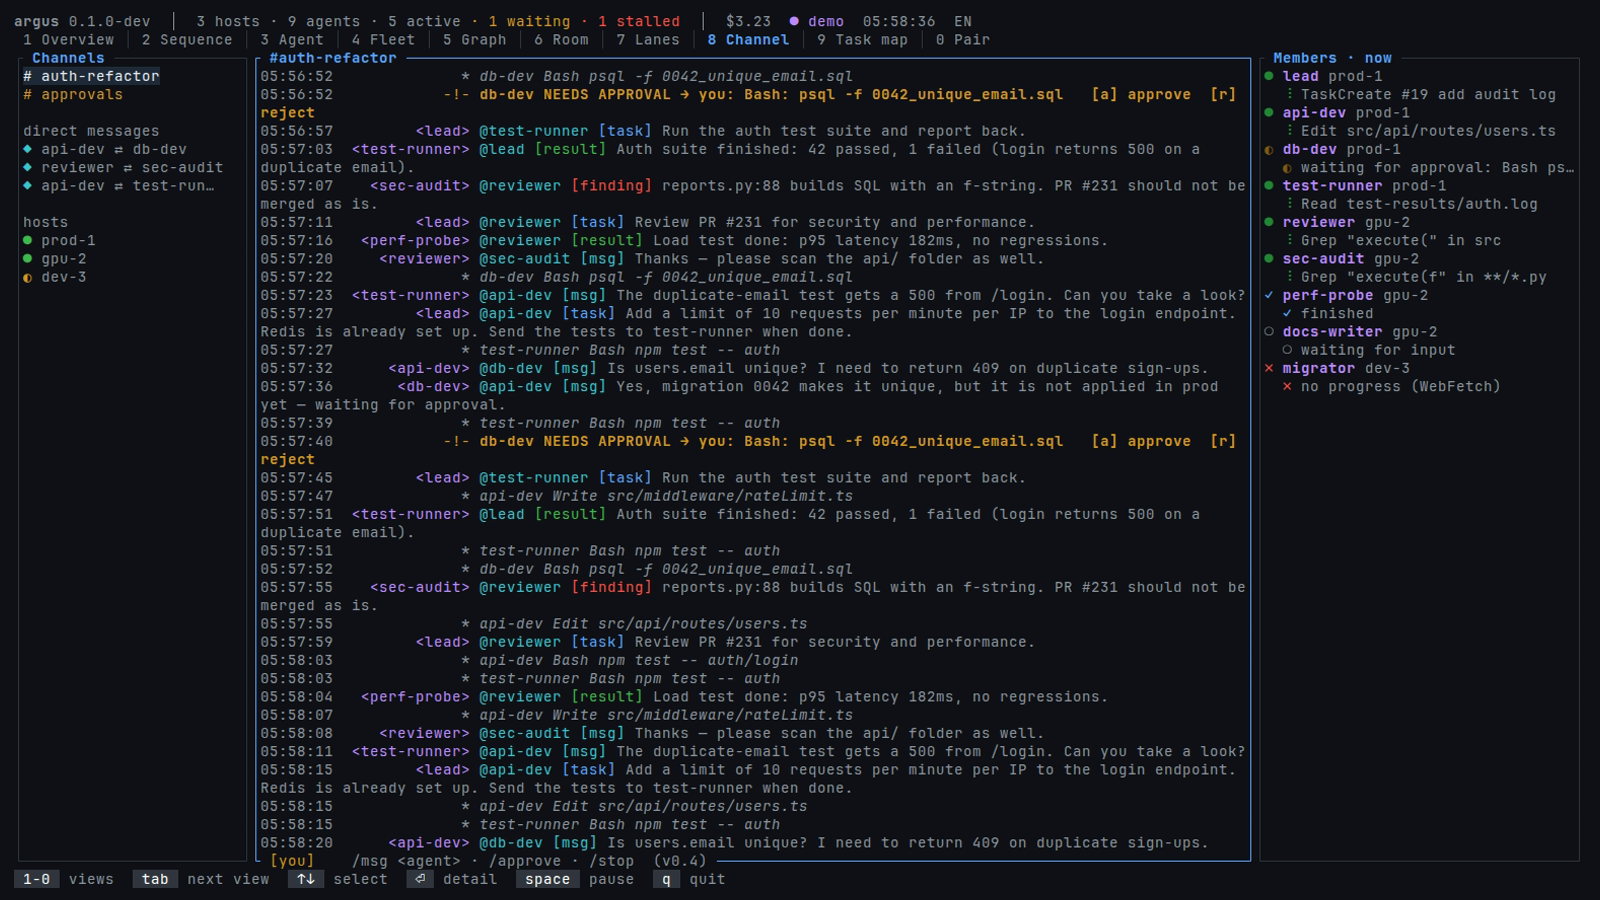 argus 0.1.0-dev │ 3 hosts · 9 agents · 5 active · 1 waiting · 1 stalled │ $3.23 ● demo 05:58:36 EN
1 Overview │ 2 Sequence │ 3 Agent │ 4 Fleet │ 5 Graph │ 6 Room │ 7 Lanes │ 8 Channel │ 9 Task map │ 0 Pair
Channels
# auth-refactor
# approvals
direct messages
◆ api-dev ⇄ db-dev
◆ reviewer ⇄ sec-audit
◆ api-dev ⇄ test-run…
hosts
● prod-1
● gpu-2
◐ dev-3
#auth-refactor
05:56:52 * db-dev Bash psql -f 0042_unique_email.sql
05:56:52 -!- db-dev NEEDS APPROVAL → you: Bash: psql -f 0042_unique_email.sql [a] approve [r]
reject
05:56:57 <lead> @test-runner [task] Run the auth test suite and report back.
05:57:03 <test-runner> @lead [result] Auth suite finished: 42 passed, 1 failed (login returns 500 on a
duplicate email).
05:57:07 <sec-audit> @reviewer [finding] reports.py:88 builds SQL with an f-string. PR #231 should not be
merged as is.
05:57:11 <lead> @reviewer [task] Review PR #231 for security and performance.
05:57:16 <perf-probe> @reviewer [result] Load test done: p95 latency 182ms, no regressions.
05:57:20 <reviewer> @sec-audit [msg] Thanks — please scan the api/ folder as well.
05:57:22 * db-dev Bash psql -f 0042_unique_email.sql
05:57:23 <test-runner> @api-dev [msg] The duplicate-email test gets a 500 from /login. Can you take a look?
05:57:27 <lead> @api-dev [task] Add a limit of 10 requests per minute per IP to the login endpoint.
Redis is already set up. Send the tests to test-runner when done.
05:57:27 * test-runner Bash npm test -- auth
05:57:32 <api-dev> @db-dev [msg] Is users.email unique? I need to return 409 on duplicate sign-ups.
05:57:36 <db-dev> @api-dev [msg] Yes, migration 0042 makes it unique, but it is not applied in prod
yet — waiting for approval.
05:57:39 * test-runner Bash npm test -- auth
05:57:40 -!- db-dev NEEDS APPROVAL → you: Bash: psql -f 0042_unique_email.sql [a] approve [r]
reject
05:57:45 <lead> @test-runner [task] Run the auth test suite and report back.
05:57:47 * api-dev Write src/middleware/rateLimit.ts
05:57:51 <test-runner> @lead [result] Auth suite finished: 42 passed, 1 failed (login returns 500 on a
duplicate email).
05:57:51 * test-runner Bash npm test -- auth
05:57:52 * db-dev Bash psql -f 0042_unique_email.sql
05:57:55 <sec-audit> @reviewer [finding] reports.py:88 builds SQL with an f-string. PR #231 should not be
merged as is.
05:57:55 * api-dev Edit src/api/routes/users.ts
05:57:59 <lead> @reviewer [task] Review PR #231 for security and performance.
05:58:03 * api-dev Bash npm test -- auth/login
05:58:03 * test-runner Bash npm test -- auth
05:58:04 <perf-probe> @reviewer [result] Load test done: p95 latency 182ms, no regressions.
05:58:07 * api-dev Write src/middleware/rateLimit.ts
05:58:08 <reviewer> @sec-audit [msg] Thanks — please scan the api/ folder as well.
05:58:11 <test-runner> @api-dev [msg] The duplicate-email test gets a 500 from /login. Can you take a look?
05:58:15 <lead> @api-dev [task] Add a limit of 10 requests per minute per IP to the login endpoint.
Redis is already set up. Send the tests to test-runner when done.
05:58:15 * api-dev Edit src/api/routes/users.ts
05:58:15 * test-runner Bash npm test -- auth
05:58:20 <api-dev> @db-dev [msg] Is users.email unique? I need to return 409 on duplicate sign-ups.
[you] /msg <agent> · /approve · /stop (v0.4)
Members · now
● lead prod-1
⋮ TaskCreate #19 add audit log
● api-dev prod-1
⋮ Edit src/api/routes/users.ts
◐ db-dev prod-1
◐ waiting for approval: Bash ps…
● test-runner prod-1
⋮ Read test-results/auth.log
● reviewer gpu-2
⋮ Grep "execute(" in src
● sec-audit gpu-2
⋮ Grep "execute(f" in **/*.py
✓ perf-probe gpu-2
✓ finished
○ docs-writer gpu-2
○ waiting for input
✕ migrator dev-3
✕ no progress (WebFetch)
1-0 views tab next view ↑↓ select ⏎ detail space pause q quit